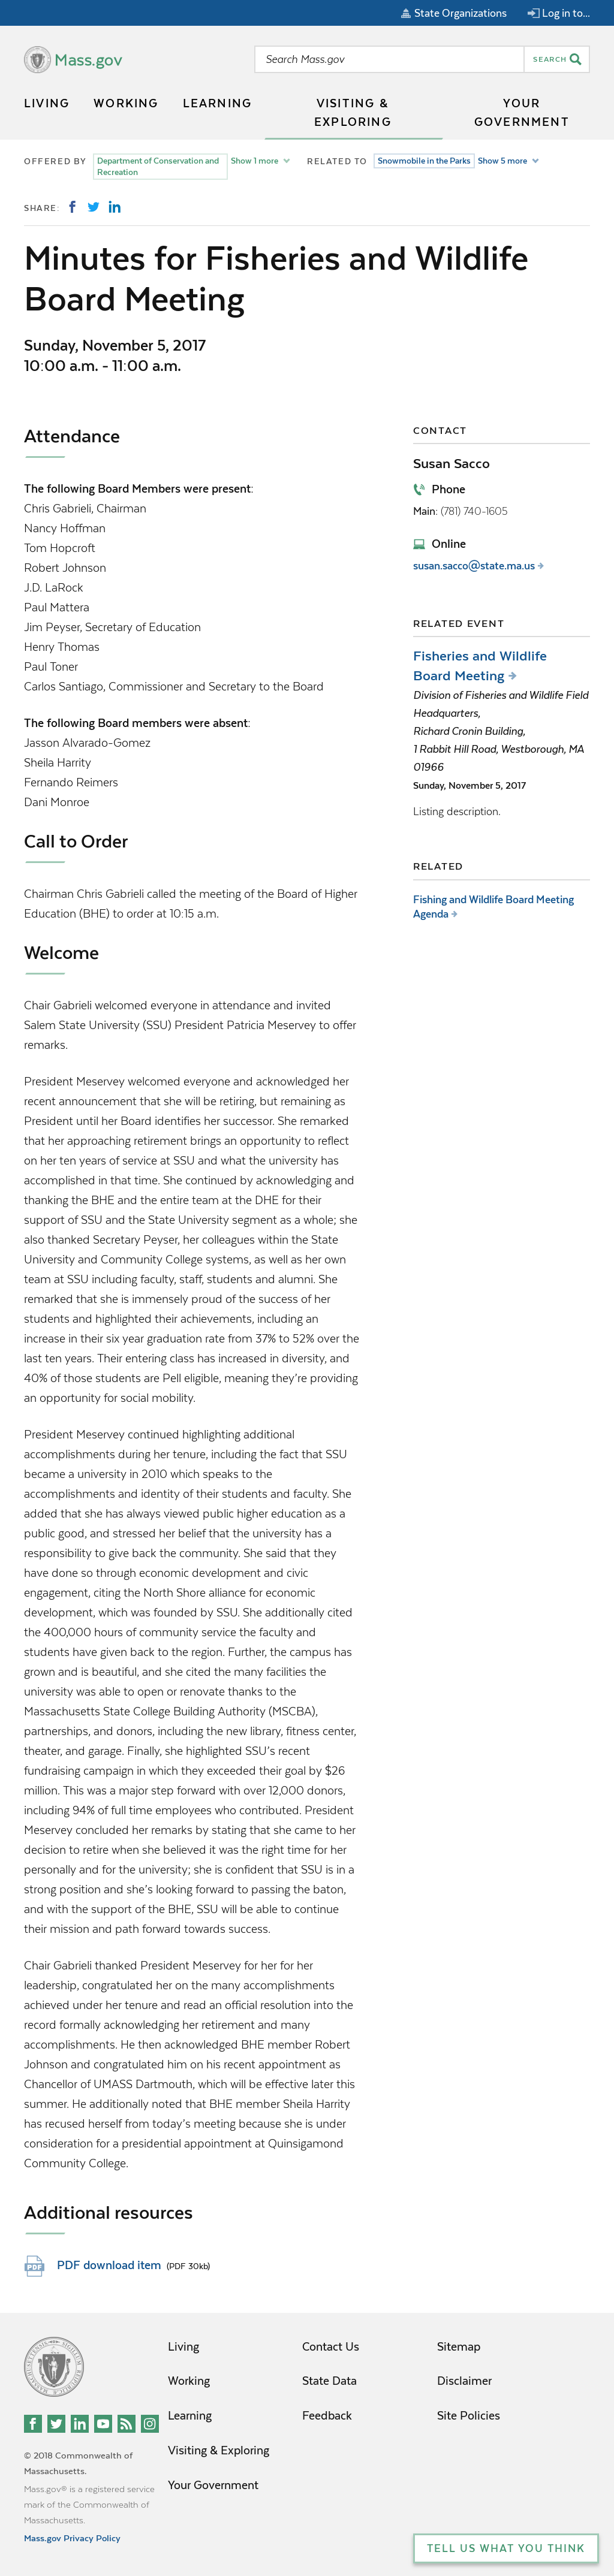 State Organizations
Log in to...
Mass.gov
Search Mass.gov
SEARCH
LIVING
WORKING
LEARNING
VISITING &
EXPLORING
YOUR
GOVERNMENT
OFFERED BY
Department of Conservation and
Recreation
Show 1 more
RELATED TO
Snowmobile in the Parks
Show 5 more
SHARE:
Minutes for Fisheries and Wildlife
Board Meeting
Sunday, November 5, 2017
10:00 a.m. - 11:00 a.m.
Attendance
The following Board Members were present:
Chris Gabrieli, Chairman
Nancy Hoffman
Tom Hopcroft
Robert Johnson
J.D. LaRock
Paul Mattera
Jim Peyser, Secretary of Education
Henry Thomas
Paul Toner
Carlos Santiago, Commissioner and Secretary to the Board
The following Board members were absent:
Jasson Alvarado-Gomez
Sheila Harrity
Fernando Reimers
Dani Monroe
Call to Order
Chairman Chris Gabrieli called the meeting of the Board of Higher
Education (BHE) to order at 10:15 a.m.
Welcome
Chair Gabrieli welcomed everyone in attendance and invited
Salem State University (SSU) President Patricia Meservey to offer
remarks.
President Meservey welcomed everyone and acknowledged her
recent announcement that she will be retiring, but remaining as
President until her Board identifies her successor. She remarked
that her approaching retirement brings an opportunity to reflect
on her ten years of service at SSU and what the university has
accomplished in that time. She continued by acknowledging and
thanking the BHE and the entire team at the DHE for their
support of SSU and the State University segment as a whole; she
also thanked Secretary Peyser, her colleagues within the State
University and Community College systems, as well as her own
team at SSU including faculty, staff, students and alumni. She
remarked that she is immensely proud of the success of her
students and highlighted their achievements, including an
increase in their six year graduation rate from 37% to 52% over the
last ten years. Their entering class has increased in diversity, and
40% of those students are Pell eligible, meaning they're providing
an opportunity for social mobility.
President Meservey continued highlighting additional
accomplishments during her tenure, including the fact that SSU
became a university in 2010 which speaks to the
accomplishments and identity of their students and faculty. She
added that she has always viewed public higher education as a
public good, and stressed her belief that the university has a
responsibility to give back the community. She said that they
have done so through economic development and civic
engagement, citing the North Shore alliance for economic
development, which was founded by SSU. She additionally cited
the 400,000 hours of community service the faculty and
students have given back to the region. Further, the campus has
grown and is beautiful, and she cited the many facilities the
university was able to open or renovate thanks to the
Massachusetts State College Building Authority (MSCBA),
partnerships, and donors, including the new library, fitness center,
theater, and garage. Finally, she highlighted SSU's recent
fundraising campaign in which they exceeded their goal by $26
million. This was a major step forward with over 12,000 donors,
including 94% of full time employees who contributed. President
Meservey concluded her remarks by stating that she came to her
decision to retire when she believed it was the right time for her
personally and for the university; she is confident that SSU is in a
strong position and she's looking forward to passing the baton,
and with the support of the BHE, SSU will be able to continue
their mission and path forward towards success.
Chair Gabrieli thanked President Meservey for her for her
leadership, congratulated her on the many accomplishments
achieved under her tenure and read an official resolution into the
record formally acknowledging her retirement and many
accomplishments. He then acknowledged BHE member Robert
Johnson and congratulated him on his recent appointment as
Chancellor of UMASS Dartmouth, which will be effective later this
summer. He additionally noted that BHE member Sheila Harrity
has recused herself from today's meeting because she is under
consideration for a presidential appointment at Quinsigamond
Community College.
Additional resources
PDF
PDF download item (PDF 30kb)
CONTACT
Susan Sacco
Phone
Main: (781) 740-1605
Online
susan.sacco@state.ma.us
RELATED EVENT
Fisheries and Wildlife
Board Meeting
Division of Fisheries and Wildlife Field
Headquarters,
Richard Cronin Building,
1 Rabbit Hill Road, Westborough, MA
01966
Sunday, November 5, 2017
Listing description.
RELATED
Fishing and Wildlife Board Meeting
Agenda
Living
Working
Learning
Visiting & Exploring
Your Government
Contact Us
State Data
Feedback
Sitemap
Disclaimer
Site Policies
© 2018 Commonwealth of
Massachusetts.
Mass.gov® is a registered service
mark of the Commonwealth of
Massachusetts.
Mass.gov Privacy Policy
TELL US WHAT YOU THINK